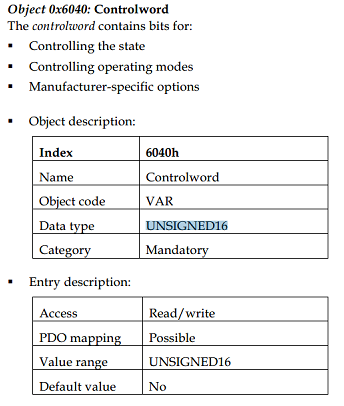 Object 0x6040: Controlword
The controlword contains bits for:
▪ Controlling the state
▪ Controlling operating modes
▪ Manufacturer-specific options
▪ Object description:
Index 6040h
Name Controlword
Object code VAR
Data type UNSIGNED16
Category Mandatory
▪ Entry description:
Access Read/write
PDO mapping Possible
Value range UNSIGNED16
Default value No